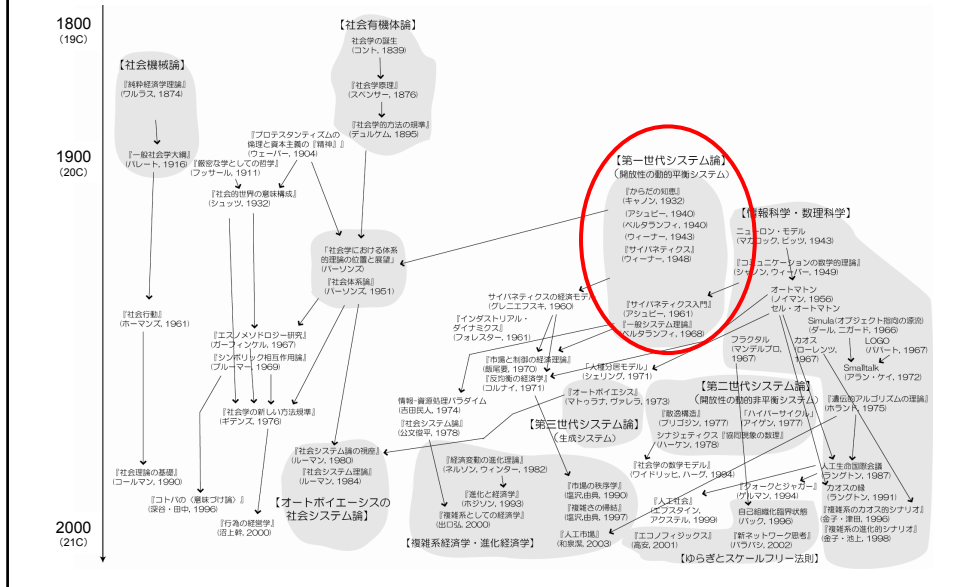 1800
(19C)
【社会有機体論】
社会学の誕生
(コント, 1839)
『社会学原理』
(スペンサー, 1876)
『社会学的方法の規準』
(デュルケム, 1895)
【社会機械論】
『純粋経済学理論』
(ワルラス, 1874)
『一般社会学大綱』
(パレート, 1916)
『プロテスタンティズムの
倫理と資本主義の『精神』』
(ウェーバー, 1904)
1900
(20C)
『厳密な学としての哲学』
(フッサール, 1911)
『社会的世界の意味構成』
(シュッツ, 1932)
【第一世代システム論】
(開放性の動的平衡システム)
『からだの知恵』
(キャノン, 1932)
(アシュビー, 1940)
(ベルタランフィ, 1940)
(ウィーナー, 1943)
『サイバネティクス』
(ウィーナー, 1948)
『サイバネティクス入門』
(アシュビー, 1961)
『一般システム理論』
(ベルタランフィ, 1968)
【情報科学・数理科学】
ニューロン・モデル
(マカロック, ピッツ, 1943)
『コミュニケーションの数学的理論』
(シャノン, ウィーバー, 1949)
オートマトン
(ノイマン, 1956)
セル・オートマトン
Simula(オブジェクト指向の源流)
(ダール, ニガード, 1966)
フラクタル
(マンデルブロ,
1967)
カオス
(ローレンツ,
1967)
LOGO
(パパート, 1967)
Smalltalk
(アラン・ケイ, 1972)
『遺伝的アルゴリズムの理論』
(ホランド, 1975)
「社会学における体系
的理論の位置と展望」
(パーソンズ)
『社会体系論』
(パーソンズ, 1951)
サイバネティクスの経済モデル
(グレニエフスキ, 1960)
『インダストリアル・
ダイナミクス』
(フォレスター, 1961)
『社会行動』
(ホーマンズ, 1961)
『エスノメソドロジー研究』
(ガーフィンケル, 1967)
『シンボリック相互作用論』
(ブルーマー, 1969)
『市場と制御の経済理論』
(飯尾要, 1970)
『反均衡の経済学』
(コルナイ, 1971)
「人種分居モデル」
(シェリング, 1971)
情報-資源処理パラダイム
(吉田民人, 1974)
『社会システム論』
(公文俊平, 1978)
『オートポイエシス』
(マトゥラナ, ヴァレラ, 1973)
【第三世代システム論】
(生成システム)
【第二世代システム論】
(開放性の動的非平衡システム)
『散逸構造』
(プリゴジン, 1977)
「ハイパーサイクル」
(アイゲン, 1977)
シナジェティクス『協同現象の数理』
(ハーケン, 1978)
『社会学の新しい方法規準』
(ギデンズ, 1976)
『社会システム論の視座』
(ルーマン, 1980)
『社会システム理論』
(ルーマン, 1984)
【オートポイエーシスの
社会システム論】
『社会理論の基礎』
(コールマン, 1990)
『コトバの〈意味づけ論〉』
(深谷・田中, 1996)
『行為の経営学』
(沼上幹, 2000)
『経済変動の進化理論』
(ネルソン, ウィンター, 1982)
『進化と経済学』
(ホジソン, 1993)
『複雑系としての経済学』
(出口弘, 2000)
【複雑系経済学・進化経済学】
『市場の秩序学』
(塩沢由典, 1990)
『複雑さの帰結』
(塩沢由典, 1997)
『人工市場』
(和泉潔, 2003)
『社会学の数学モデル』
(ワイドリッヒ, ハーグ, 1994)
『人工社会』
(エプスタイン,
アクステル, 1999)
『エコノフィジックス』
(高安, 2001)
『クォークとジャガー』
(ゲルマン, 1994)
自己組織化臨界状態
(バック, 1996)
『新ネットワーク思考』
(バラバシ, 2002)
【ゆらぎとスケールフリー法則】
人工生命国際会議
(ラングトン, 1987)
カオスの縁
(ラングトン, 1991)
『複雑系のカオス的シナリオ』
(金子・津田, 1996)
『複雑系の進化的シナリオ』
(金子・池上, 1998)
2000
(21C)